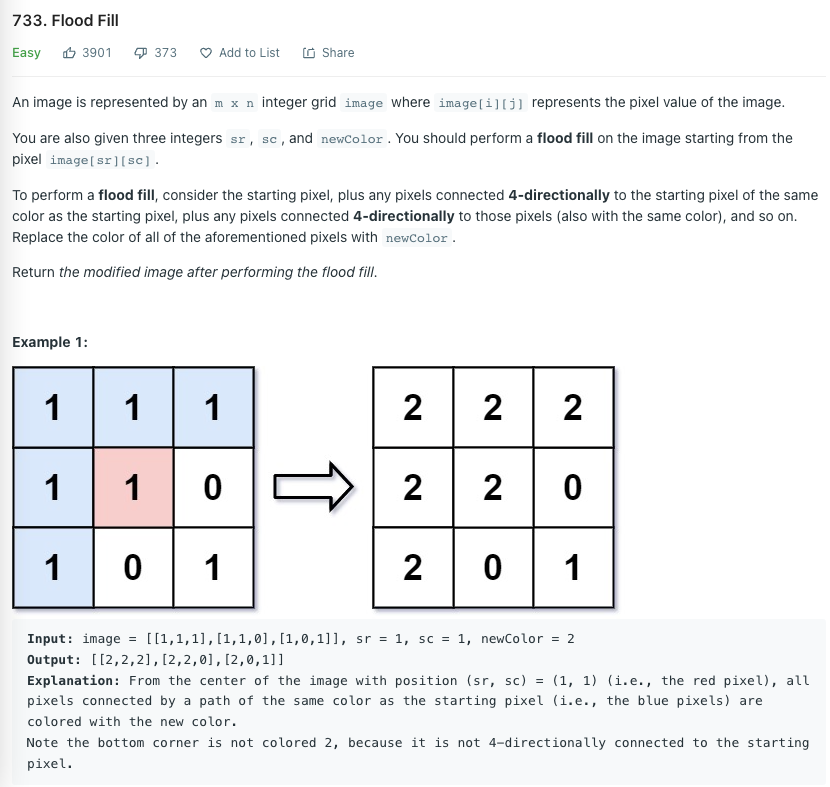 733. Flood Fill
Easy 3901 373 Add to List Share
An image is represented by an m x n integer grid image where image[i][j] represents the pixel value of the image.
You are also given three integers sr, sc, and newColor. You should perform a flood fill on the image starting from the
pixel image[sr][sc].
To perform a flood fill, consider the starting pixel, plus any pixels connected 4-directionally to the starting pixel of the same
color as the starting pixel, plus any pixels connected 4-directionally to those pixels (also with the same color), and so on.
Replace the color of all of the aforementioned pixels with newColor.
Return the modified image after performing the flood fill.
Example 1:
1 1 1 2 2 2
1 1 0 2 2 0
1 0 1 2 0 1
Input: image = [[1,1,1],[1,1,0],[1,0,1]], sr = 1, sc = 1, newColor = 2
Output: [[2,2,2],[2,2,0],[2,0,1]]
Explanation: From the center of the image with position (sr, sc) = (1, 1) (i.e., the red pixel), all
pixels connected by a path of the same color as the starting pixel (i.e., the blue pixels) are
colored with the new color.
Note the bottom corner is not colored 2, because it is not 4-directionally connected to the starting
pixel.